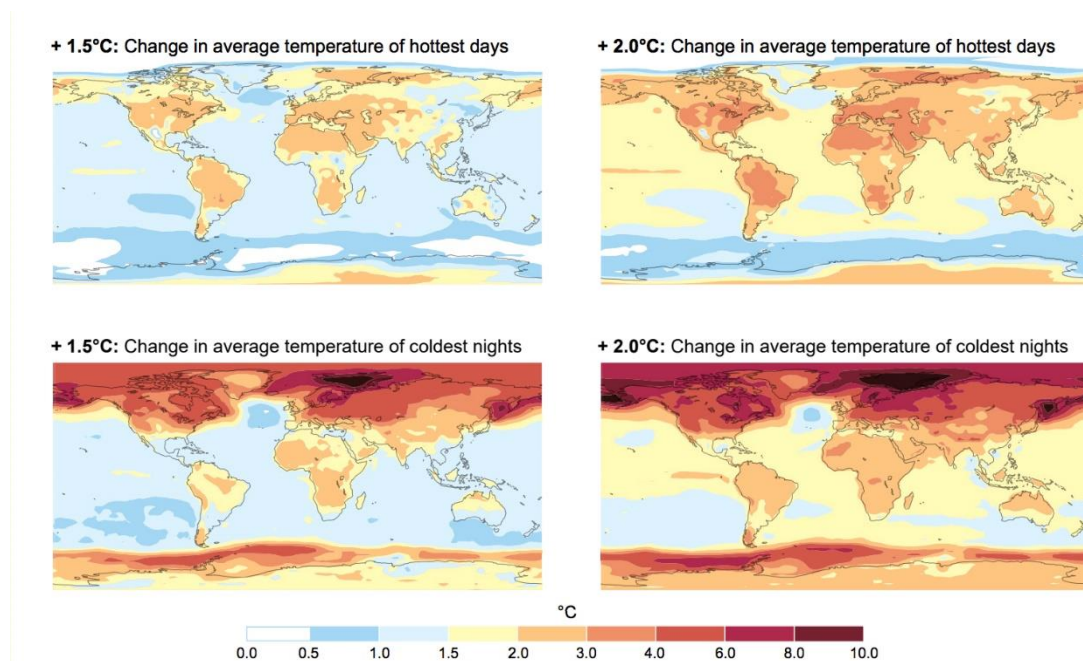 + 1.5°C: Change in average temperature of hottest days
+ 2.0°C: Change in average temperature of hottest days
+ 1.5°C: Change in average temperature of coldest nights
+ 2.0°C: Change in average temperature of coldest nights
°C
0.0 0.5 1.0 1.5 2.0 3.0 4.0 6.0 8.0 10.0